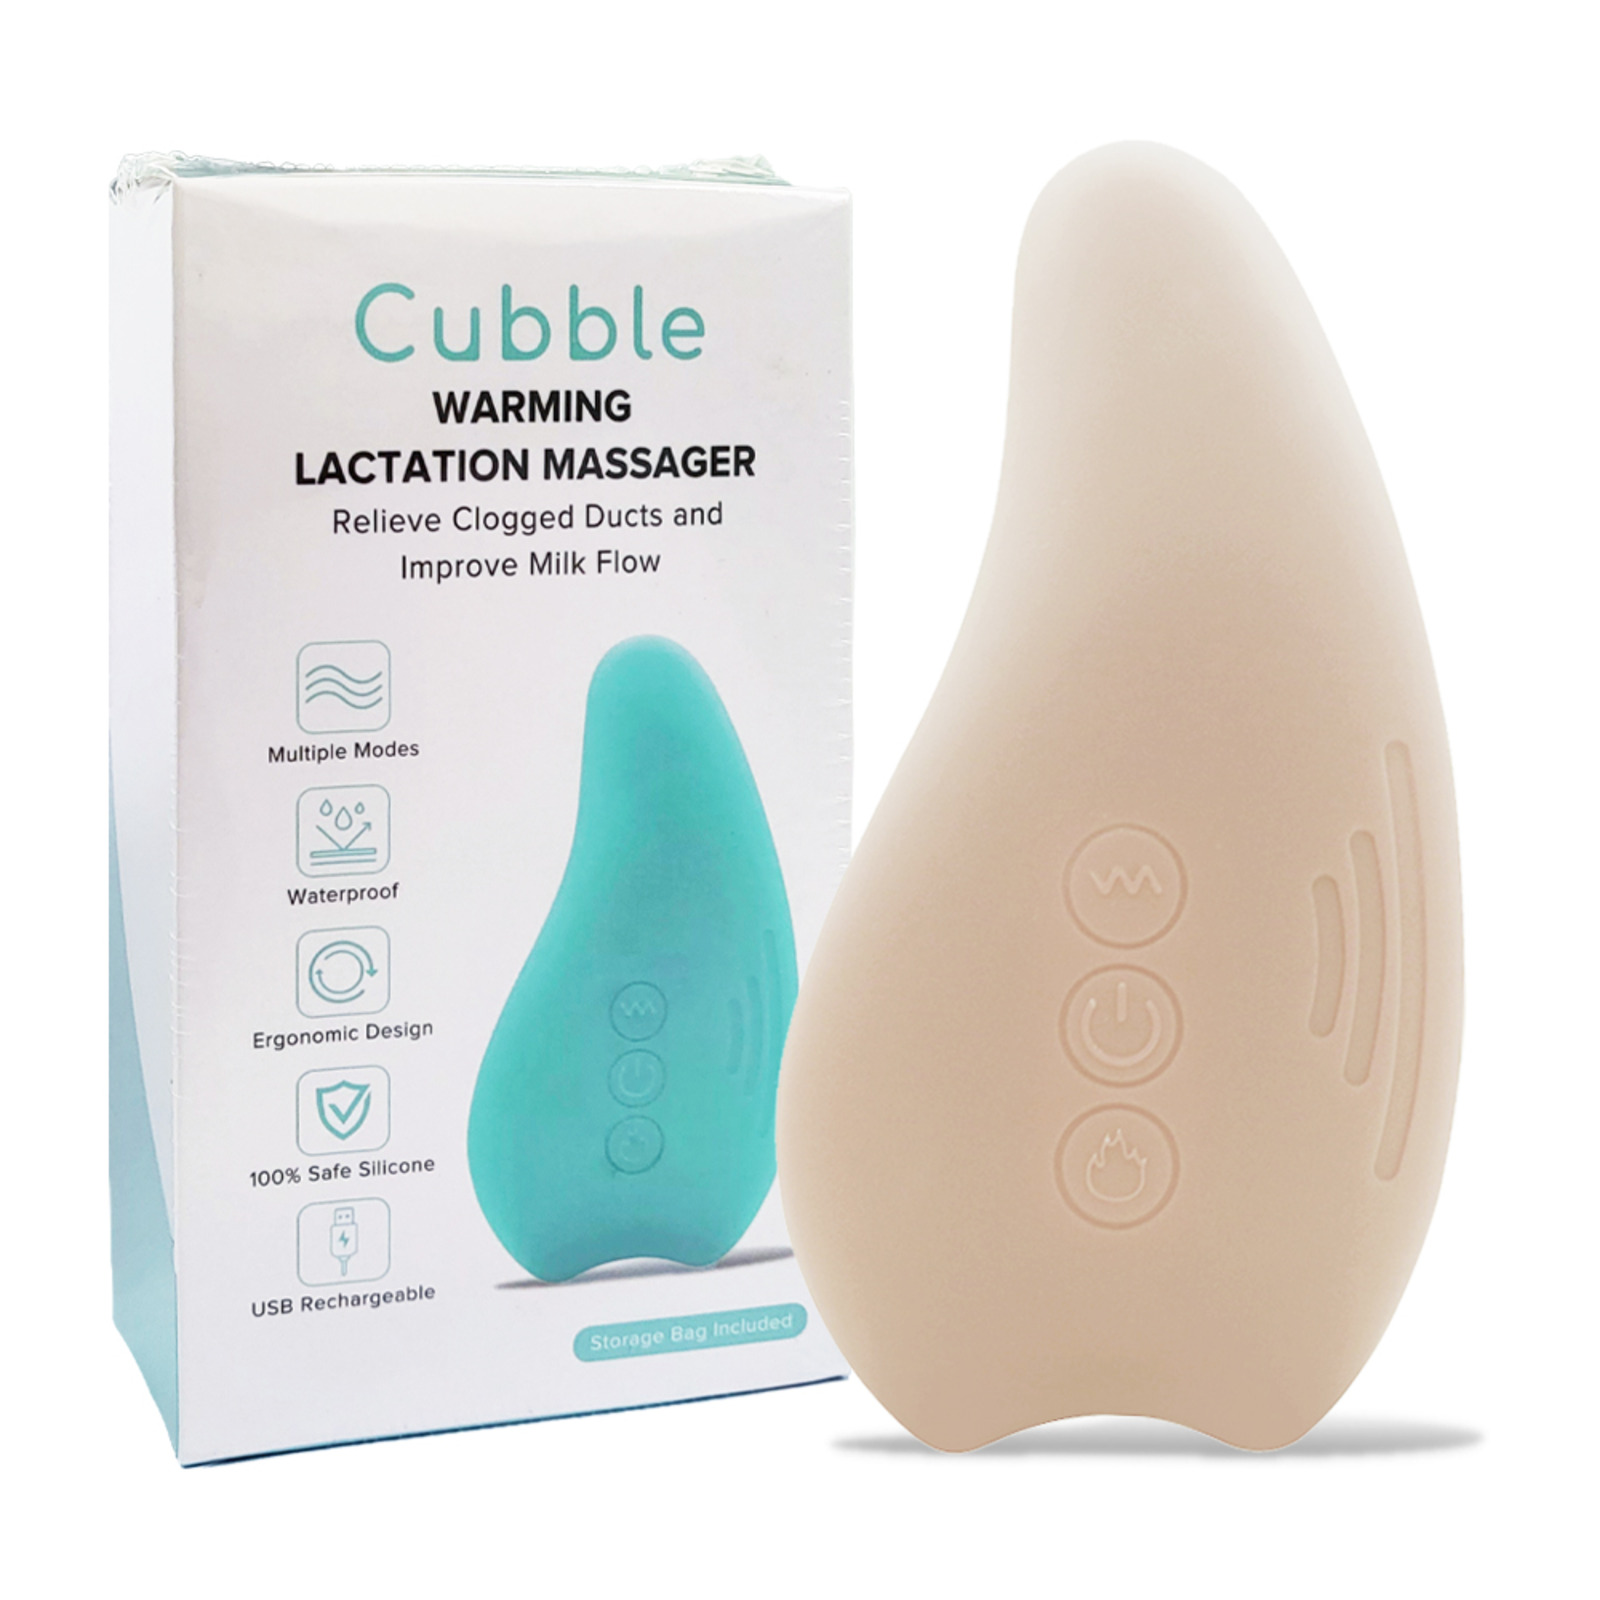 Cubble
WARMING
LACTATION MASSAGER
Relieve Clogged Ducts and
Improve Milk Flow
Multiple Modes
Waterproof
Ergonomic Design
100% Safe Silicone
USB Rechargeable
Storage Bag Included